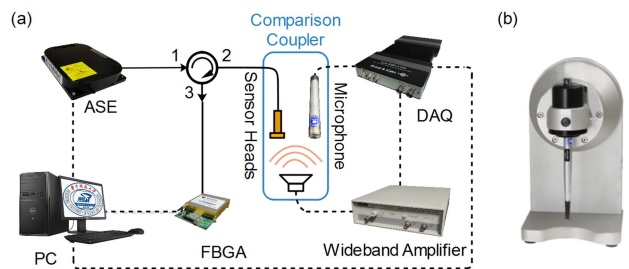 (a)
(b)
Comparison
Coupler
1
2
3
ASE
Sensor Heads
Microphone
DAQ
PC
FBGA
Wideband Amplifier